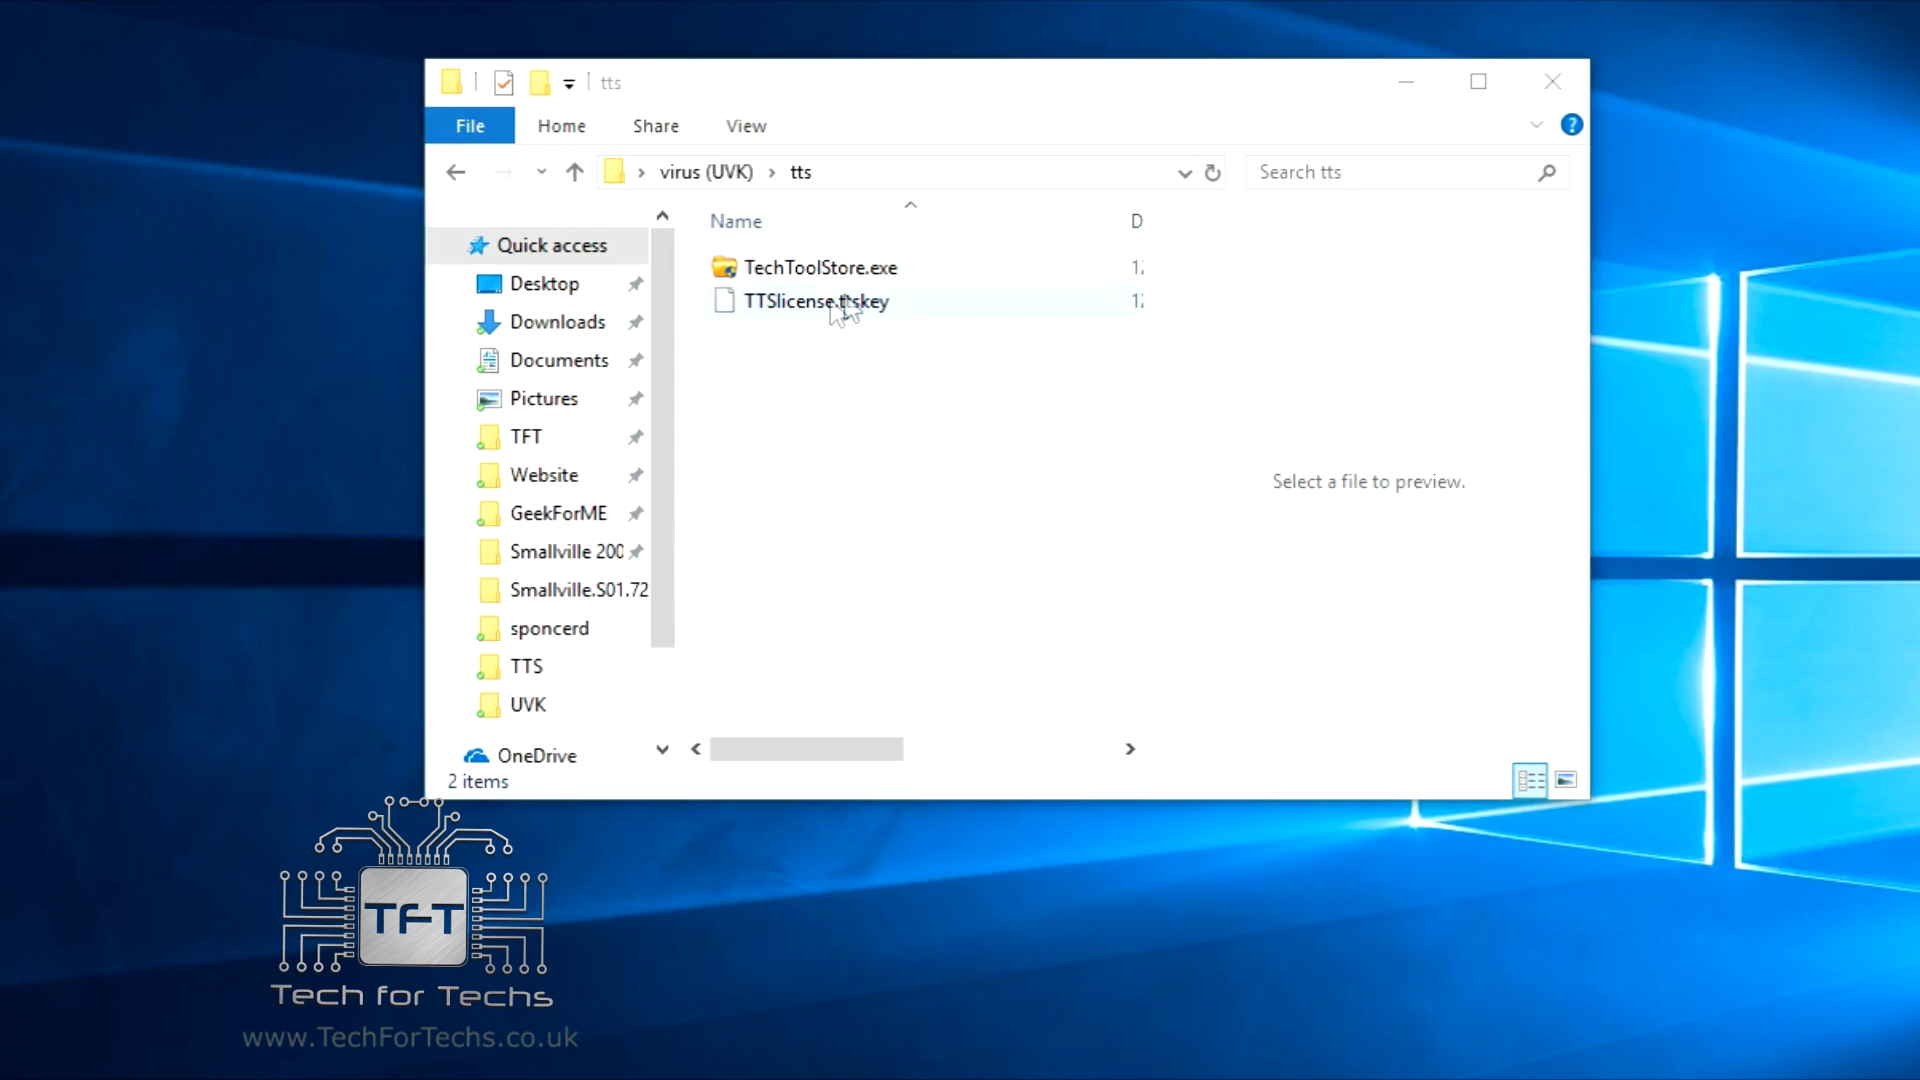 tts
File Home Share View
virus (UVK) tts
Search tts
Name D
Quick access
Desktop
Downloads
Documents
Pictures
TFT
Website
GeekForME
Smallville 200
Smallville.S01.72
sponcerd
TTS
UVK
OneDrive
TechToolStore.exe 12
TTSlicense.ttskey 12
Select a file to preview.
2 items
TFT
Tech for Techs
www.TechForTechs.co.uk